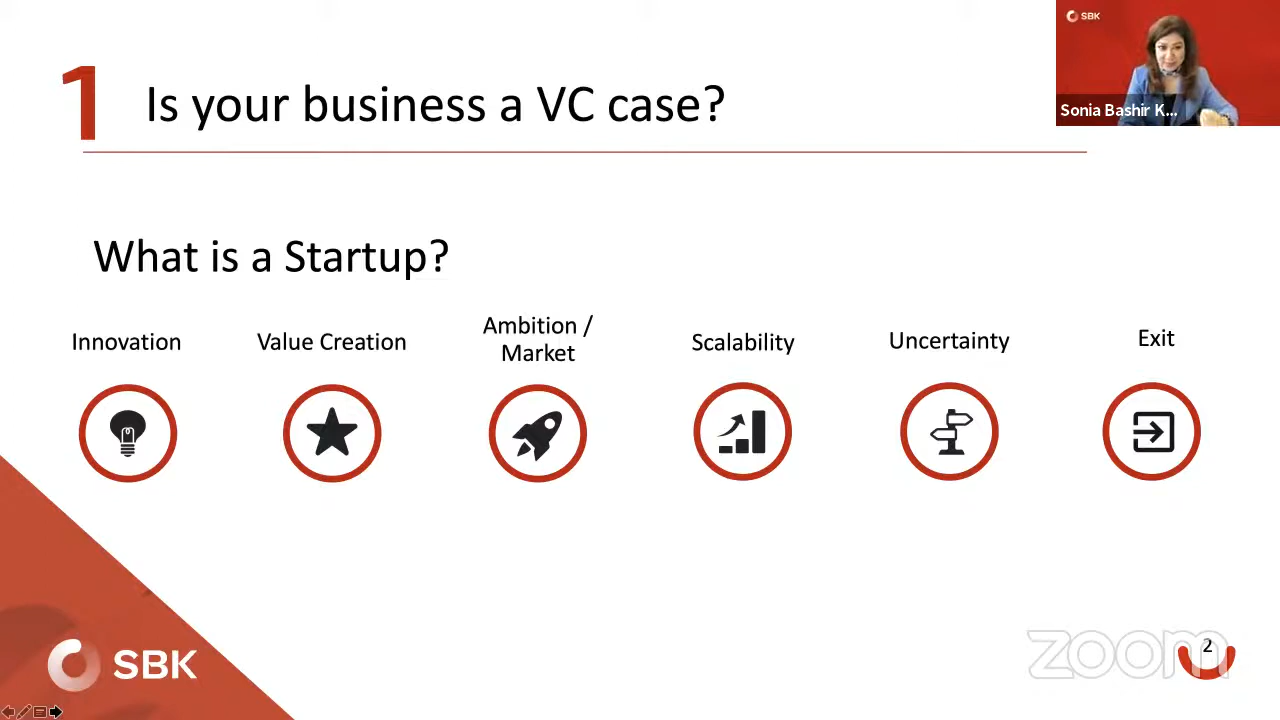 SBK
Sonia Bashir K...
1
Is your business a VC case?
What is a Startup?
Innovation
Value Creation
Ambition /
Market
Scalability
Uncertainty
Exit
SBK
zoom
2